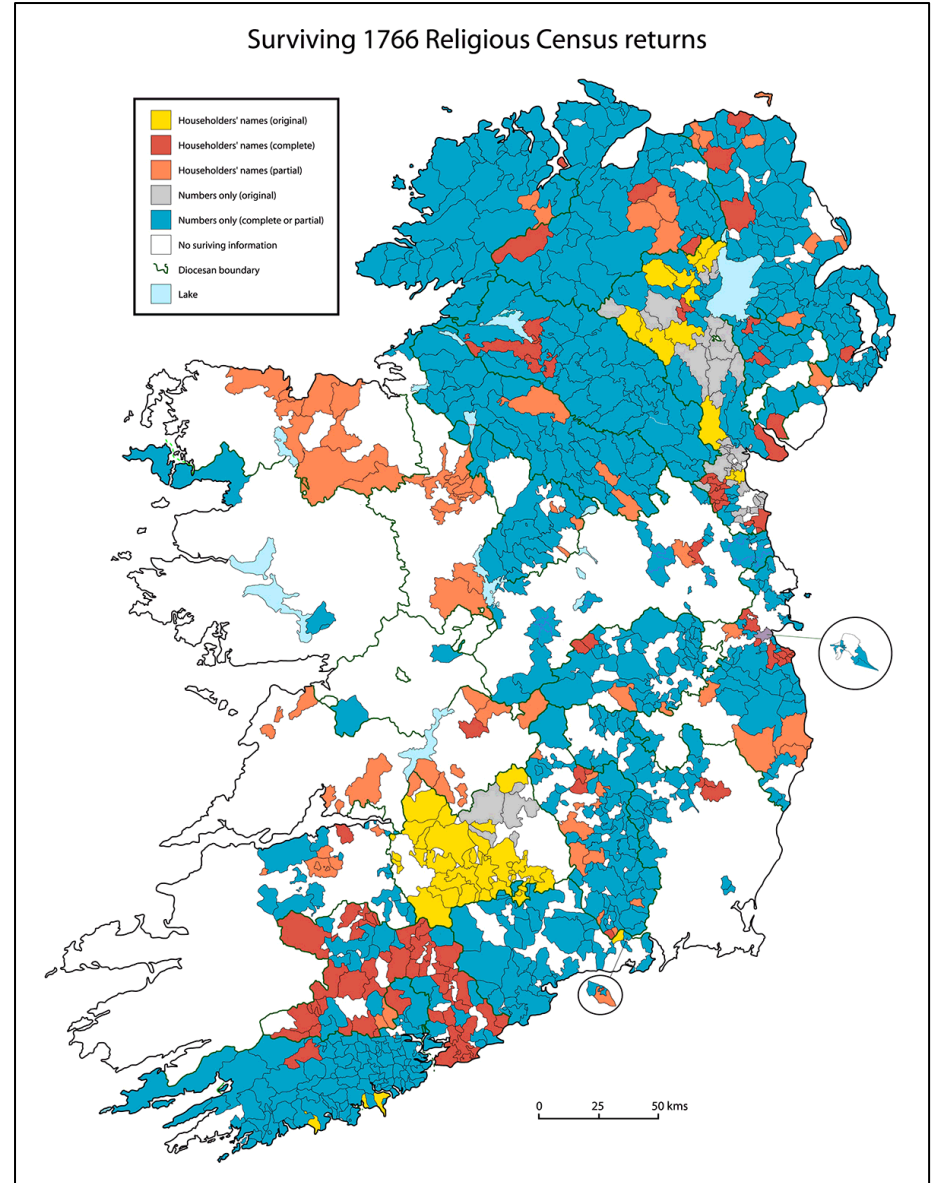 Surviving 1766 Religious Census returns
Householders' names (original)
Householders' names (complete)
Householders' names (partial)
Numbers only (original)
Numbers only (complete or partial)
No suriving information
Diocesan boundary
Lake
0 25 50 kms